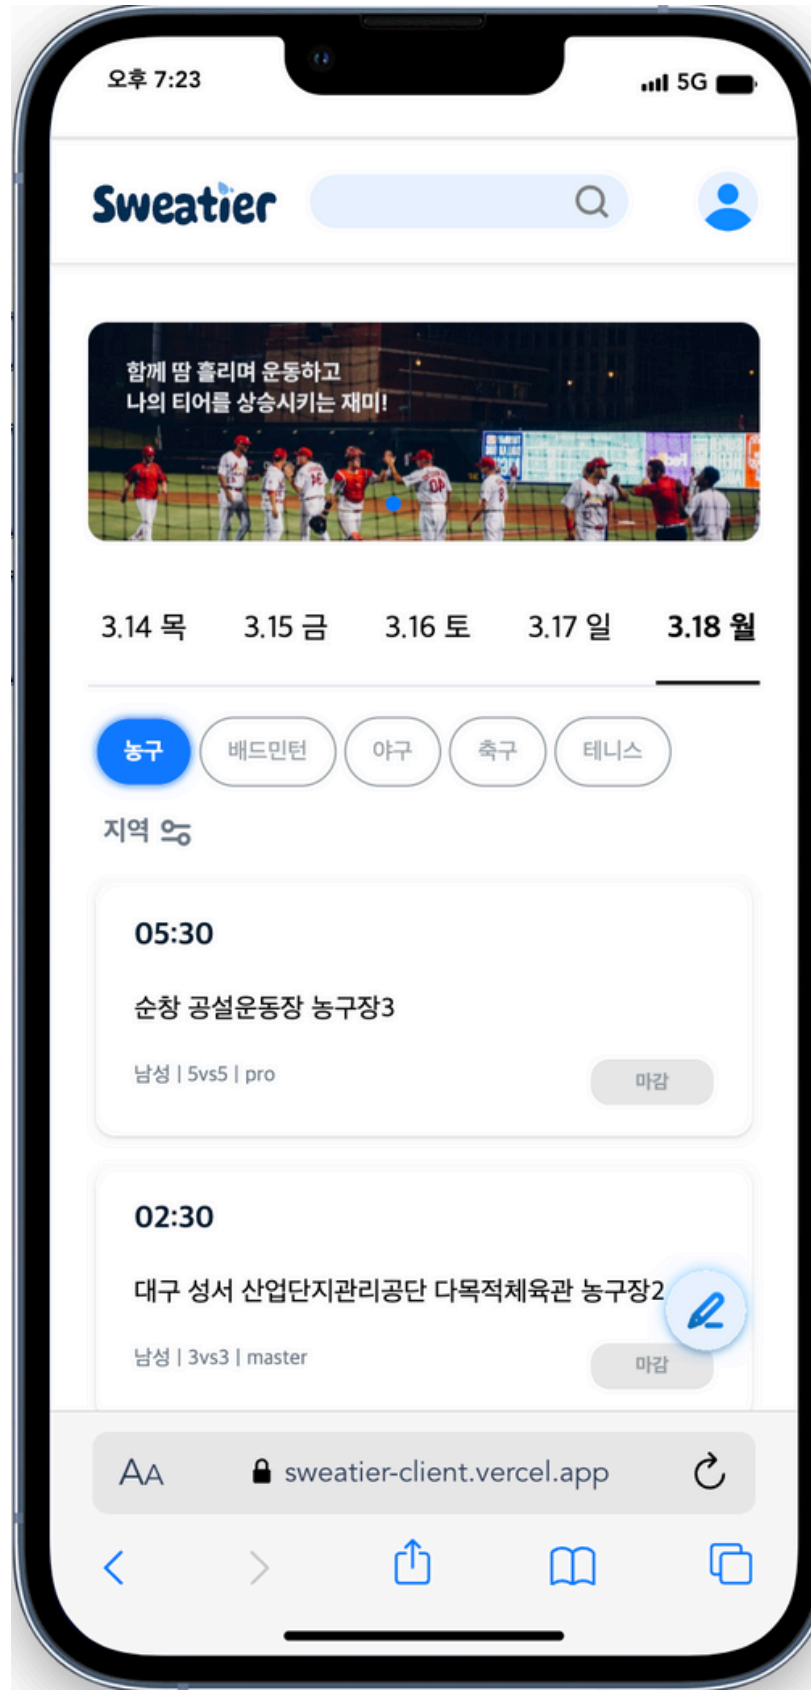 오후 7:23
5G
Sweatier
함께 땀 흘리며 운동하고
나의 티어를 상승시키는 재미!
3.14 목 3.15 금 3.16 토 3.17 일 3.18 월
농구 배드민턴 야구 축구 테니스
지역
05:30
순창 공설운동장 농구장3
남성 | 5vs5 | pro
마감
02:30
대구 성서 산업단지관리공단 다목적체육관 농구장2
남성 | 3vs3 | master
마감
AA sweatier-client.vercel.app